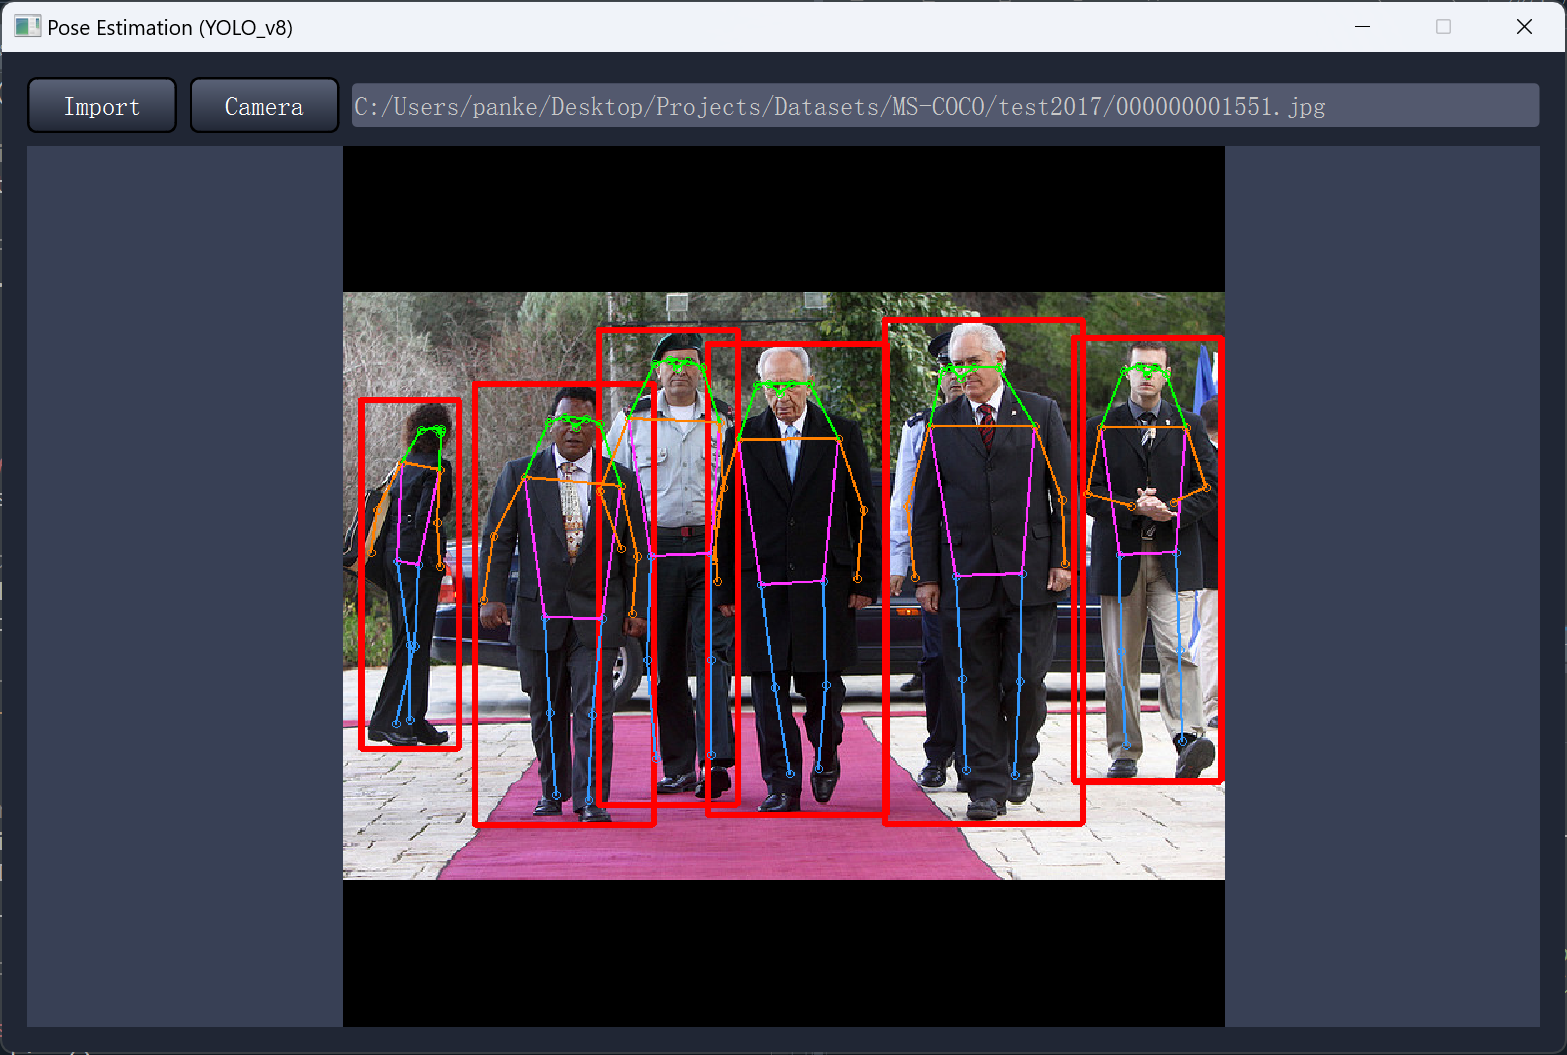 Pose Estimation (YOLO_v8)
Import
Camera
C:/Users/panke/Desktop/Projects/Datasets/MS-COCO/test2017/000000001551.jpg